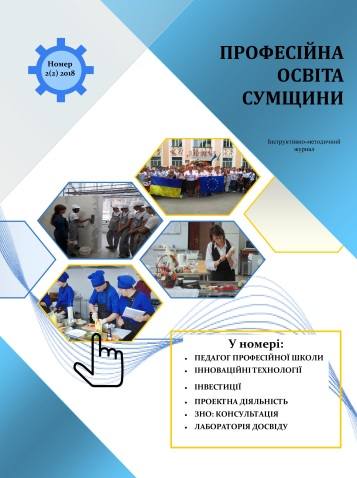 Номер
2(2) 2018
ПРОФЕСІЙНА
ОСВІТА
СУМЩИНИ
Інструктивно-методичний
журнал
У номері:
• ПЕДАГОГ ПРОФЕСІЙНОЇ ШКОЛИ
• ІННОВАЦІЙНІ ТЕХНОЛОГІЇ
• ІНВЕСТИЦІЇ
• ПРОЕКТНА ДІЯЛЬНІСТЬ
• ЗНО: КОНСУЛЬТАЦІЯ
• ЛАБОРАТОРІЯ ДОСВІДУ